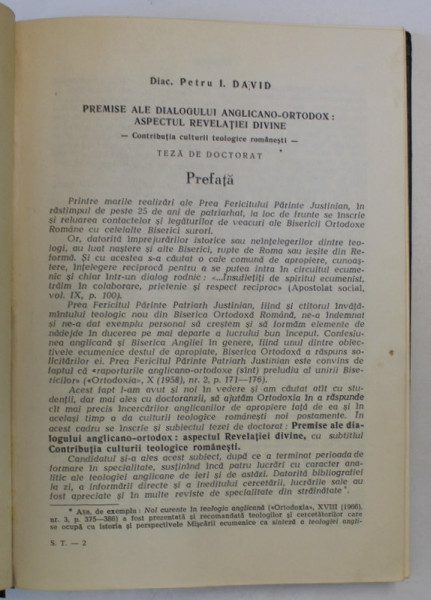 Diac. Petru I. DAVID
PREMISE ALE DIALOGULUI ANGLICANO-ORTODOX:
ASPECTUL REVELAȚIEI DIVINE
— Contribuția culturii teologice românești —
TEZĂ DE DOCTORAT *
Prefață
Printre marile realizări ale Prea Fericitului Părinte Justinian, în
răstimpul de peste 25 de ani de patriarhat, la loc de frunte se înscrie
și reluarea contactelor și legăturilor de veacuri ale Bisericii Ortodoxe
Române cu celelalte Biserici surori.
Or, datorită împrejurărilor istorice sau neînțelegerilor dintre teo-
logi, au luat naștere și alte Biserici, rupte de Roma sau ieșite din Re-
formă. Și cu acestea s-a căutat o cale comună de apropiere, cunoaș-
tere, înțelegere reciprocă pentru a se putea intra în circuitul ecume-
nic și chiar într-un dialog rodnic: «...Însuflețiți de spiritul ecumenist,
trăim în colaborare, prietenie și respect reciproc» (Apostolat social,
vol. IX, p. 100).
Prea Fericitul Părinte Patriarh Justinian, fiind și ctitorul învăță-
mîntului teologic nou din Biserica Ortodoxă Română, ne-a îndemnat
și ne-a dat exemplu personal să creștem și să formăm elemente de
nădejde în ducerea pe mai departe a lucrului bun început. Confesiu-
nea anglicană și Biserica Angliei în genere, fiind unul dintre obiec-
tivele ecumenice destul de apropiate, Biserica Ortodoxă a răspuns so-
licitărilor ei. Prea Fericitul Părinte Patriarh Justinian este convins de
faptul că «raporturile anglicano-ortodoxe (sînt) preludiu al unirii Bise-
ricilor» («Ortodoxia», X (1958), nr. 2, p. 171—176).
Acest fapt l-am avut și noi în vedere și am căutat atît cu stu-
denții, dar mai ales cu doctoranzii, să ajutăm Ortodoxia în a răspunde
cît mai precis încercărilor anglicanilor de apropiere față de ea și în
același timp a da culturii teologice românești noi postamente. În
acest cadru se înscrie și subiectul tezei de doctorat: Premise ale dia-
logului anglicano-ortodox: aspectul Revelației divine, cu subtitlul
Contribuția culturii teologice românești.
Candidatul și-a ales acest subiect, după ce a terminat perioada de
formare în specialitate, susținînd încă patru lucrări cu caracter ana-
litic ale teologiei anglicane de ieri și de astăzi. Datorită bibliografiei
la zi, a informării directe și a ineditului cercetării, lucrările sale au
fost apreciate și în multe reviste de specialitate din străinătate *.
* Așa, de exemplu: Noi curente în teologia anglicană («Ortodoxia», XVIII (1966),
nr. 3, p. 375—386) a fost prezentată și recomandată teologilor și cercetătorilor care
se ocupă cu istoria și perspectivele Mișcării ecumenice ca sinteză a teologiei angli-
S. T. — 2